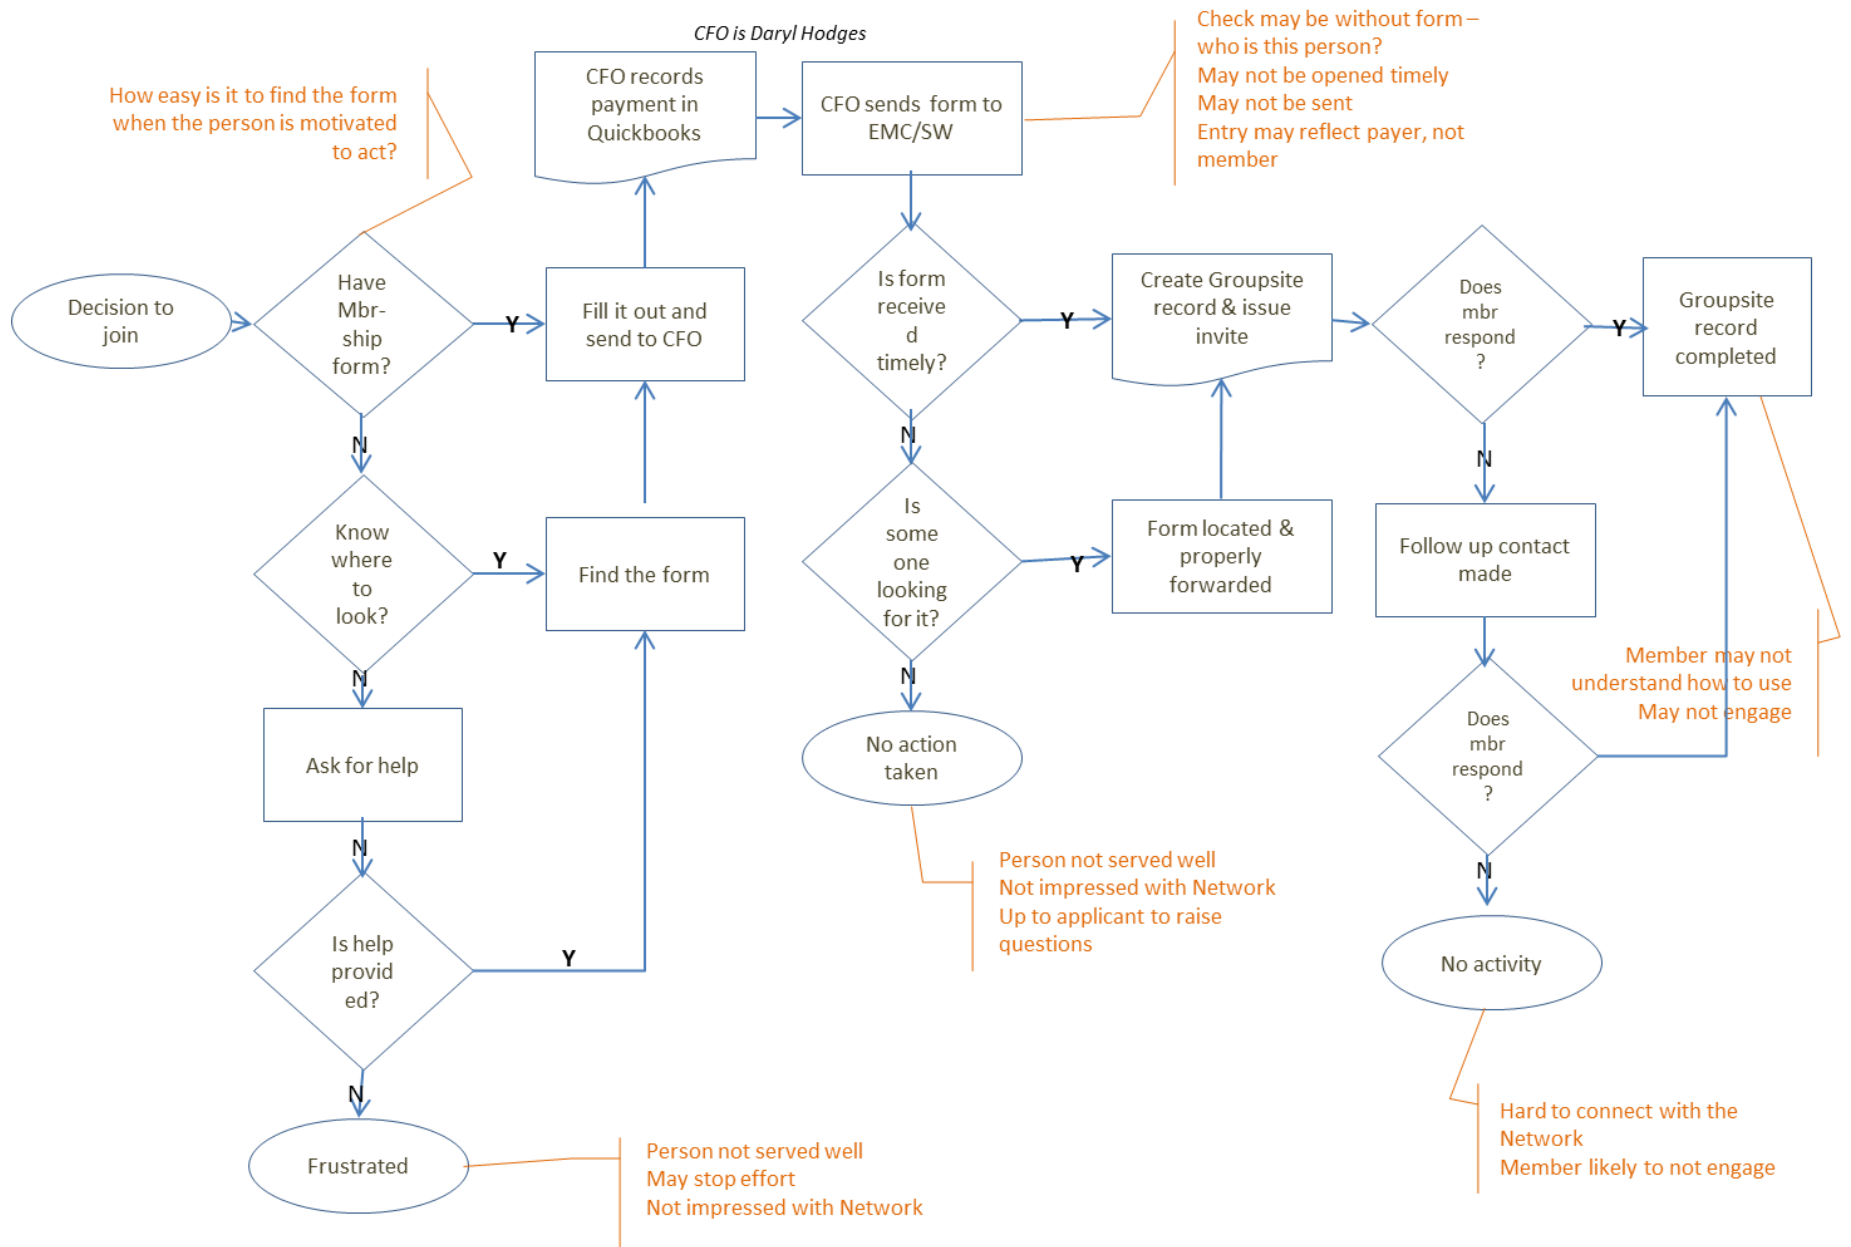 CFO is Daryl Hodges
How easy is it to find the form
when the person is motivated
to act?
CFO records
payment in
Quickbooks
CFO sends form to
EMC/SW
Check may be without form –
who is this person?
May not be opened timely
May not be sent
Entry may reflect payer, not
member
Decision to
join
Have
Mbr-
ship
form?
Y
Fill it out and
send to CFO
Is form
receive
d
timely?
Y
Create Groupsite
record & issue
invite
Does
mbr
respond
?
Y
Groupsite
record
completed
N
N
N
Know
where
to
look?
Y
Find the form
Is
some
one
looking
for it?
Y
Form located &
properly
forwarded
Follow up contact
made
N
N
Member may not
understand how to use
May not engage
Ask for help
No action
taken
Does
mbr
respond
?
N
N
Person not served well
Not impressed with Network
Up to applicant to raise
questions
Is help
provid
ed?
Y
No activity
N
Hard to connect with the
Network
Member likely to not engage
Frustrated
Person not served well
May stop effort
Not impressed with Network